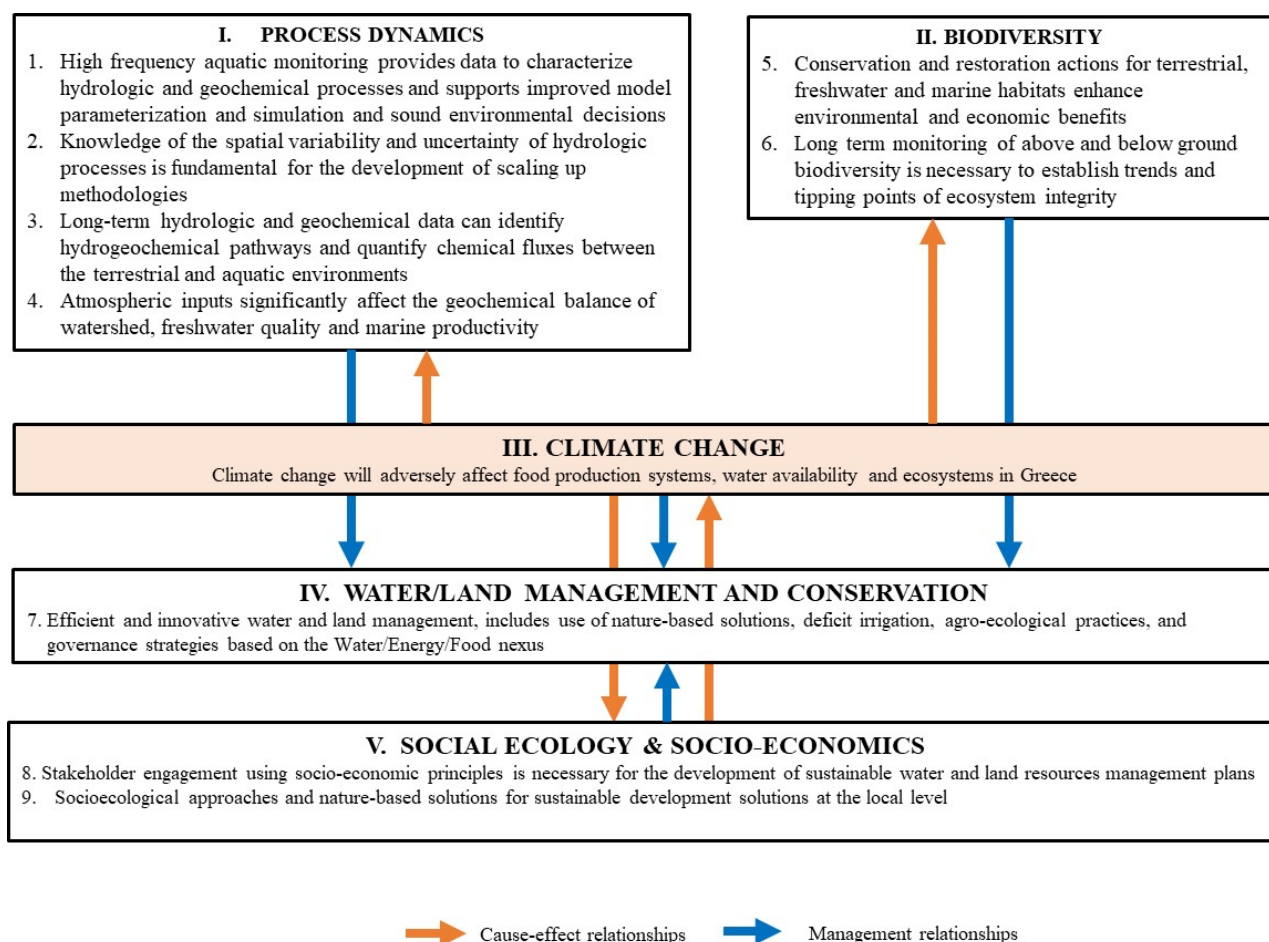 I. PROCESS DYNAMICS
1. High frequency aquatic monitoring provides data to characterize
hydrologic and geochemical processes and supports improved model
parameterization and simulation and sound environmental decisions
2. Knowledge of the spatial variability and uncertainty of hydrologic
processes is fundamental for the development of scaling up
methodologies
3. Long-term hydrologic and geochemical data can identify
hydrogeochemical pathways and quantify chemical fluxes between
the terrestrial and aquatic environments
4. Atmospheric inputs significantly affect the geochemical balance of
watershed, freshwater quality and marine productivity
II. BIODIVERSITY
5. Conservation and restoration actions for terrestrial,
freshwater and marine habitats enhance
environmental and economic benefits
6. Long term monitoring of above and below ground
biodiversity is necessary to establish trends and
tipping points of ecosystem integrity
III. CLIMATE CHANGE
Climate change will adversely affect food production systems, water availability and ecosystems in Greece
IV. WATER/LAND MANAGEMENT AND CONSERVATION
7. Efficient and innovative water and land management, includes use of nature-based solutions, deficit irrigation, agro-ecological practices, and
governance strategies based on the Water/Energy/Food nexus
V. SOCIAL ECOLOGY & SOCIO-ECONOMICS
8. Stakeholder engagement using socio-economic principles is necessary for the development of sustainable water and land resources management plans
9. Socioecological approaches and nature-based solutions for sustainable development solutions at the local level
Cause-effect relationships
Management relationships